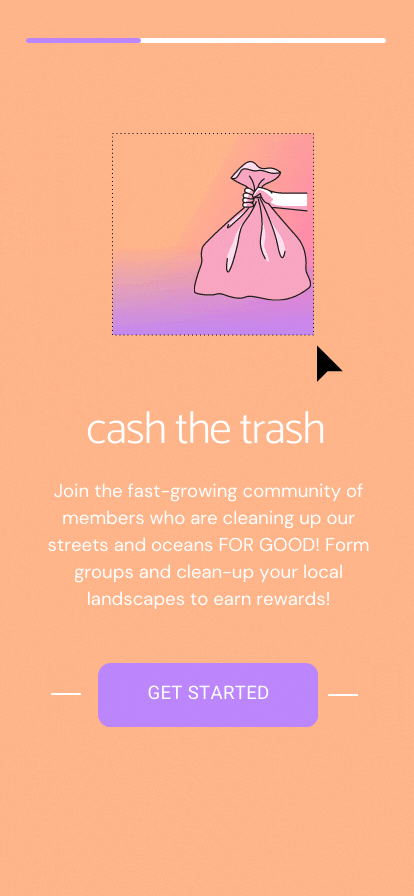 cash the trash
Join the fast-growing community of
members who are cleaning up our
streets and oceans FOR GOOD! Form
groups and clean-up your local
landscapes to earn rewards!
GET STARTED